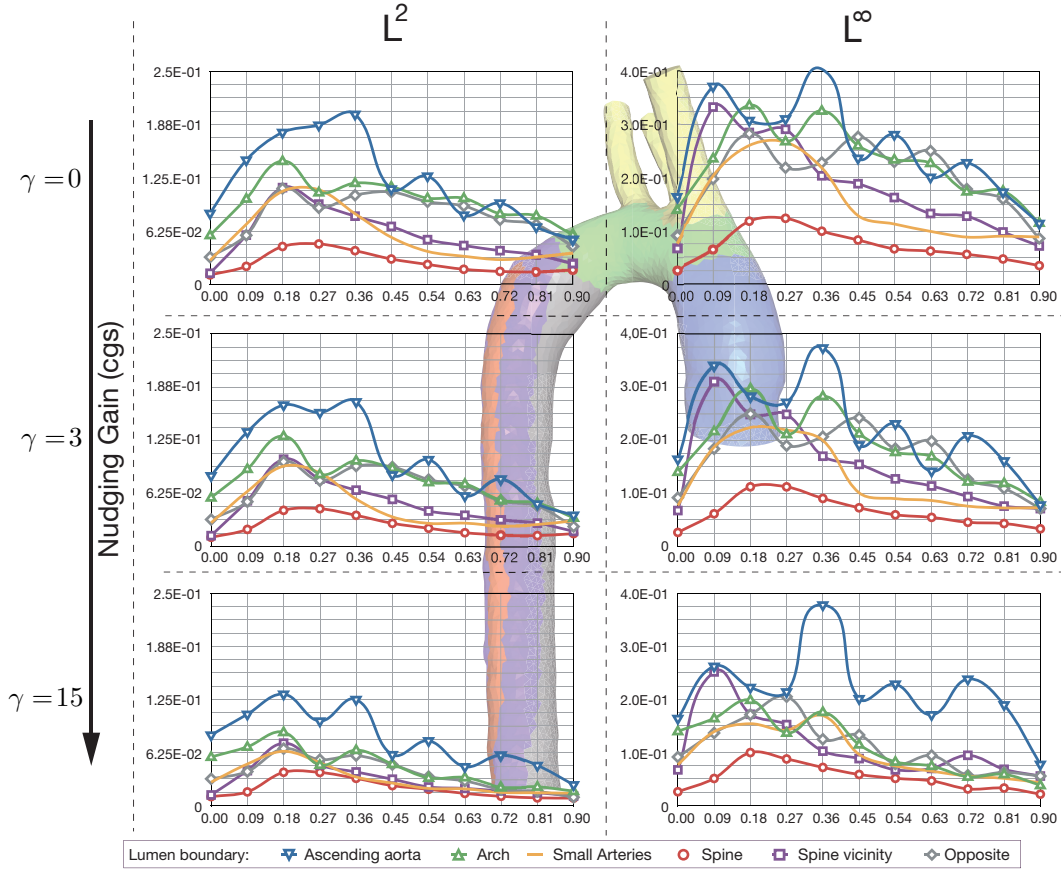 L² L∞
2.5E-01 4.0E-01
1.88E-01 3.0E-01
γ = 0 1.25E-01 2.0E-01
6.25E-02 1.0E-01
0 0
0.00 0.09 0.18 0.27 0.36 0.45 0.54 0.63 0.72 0.81 0.90 0.00 0.09 0.18 0.27 0.36 0.45 0.54 0.63 0.72 0.81 0.90
Nudging Gain (cgs)
2.5E-01 4.0E-01
1.88E-01 3.0E-01
γ = 3 1.25E-01 2.0E-01
6.25E-02 1.0E-01
0 0
0.00 0.09 0.18 0.27 0.36 0.45 0.54 0.63 0.72 0.81 0.90 0.00 0.09 0.18 0.27 0.36 0.45 0.54 0.63 0.72 0.81 0.90
2.5E-01 4.0E-01
1.88E-01 3.0E-01
γ = 15 1.25E-01 2.0E-01
6.25E-02 1.0E-01
0 0
0.00 0.09 0.18 0.27 0.36 0.45 0.54 0.63 0.72 0.81 0.90 0.00 0.09 0.18 0.27 0.36 0.45 0.54 0.63 0.72 0.81 0.90
Lumen boundary: Ascending aorta Arch Small Arteries Spine Spine vicinity Opposite